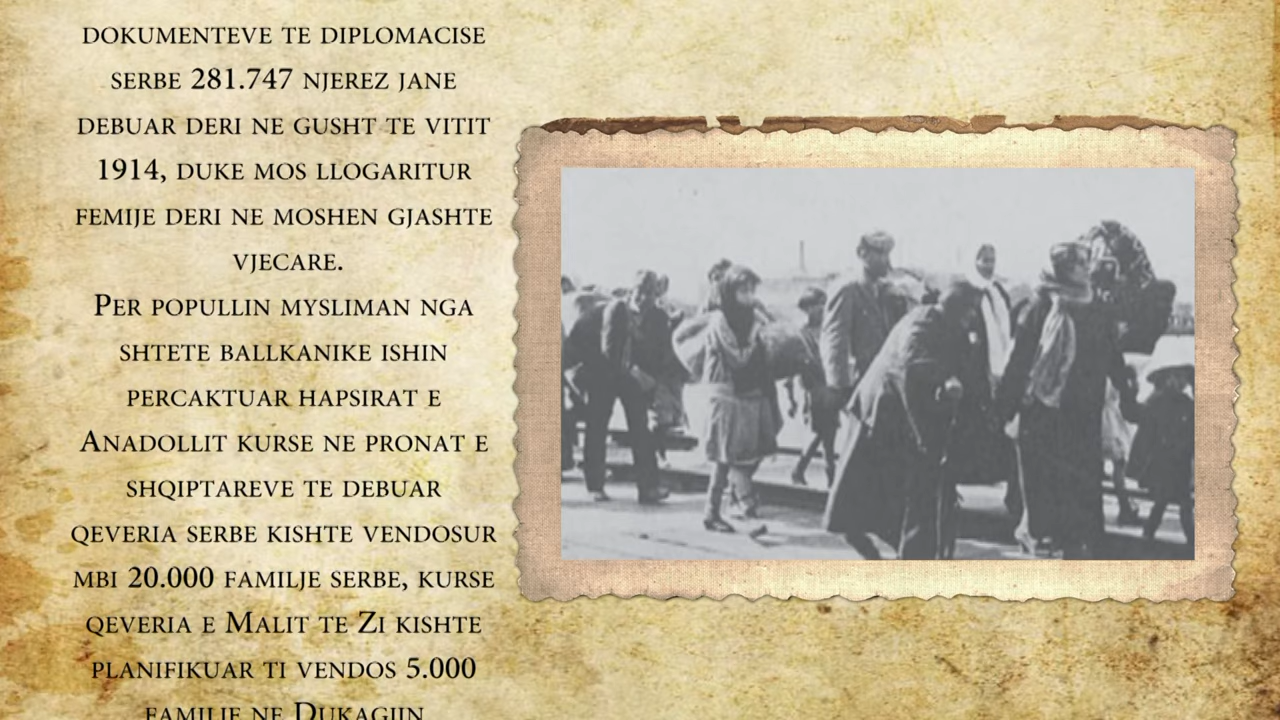 DOKUMENTEVE TE DIPLOMACISE
SERBE 281.747 NJEREZ JANE
DEBUAR DERI NE GUSHT TE VITIT
1914, DUKE MOS LLOGARITUR
FEMIJE DERI NE MOSHEN GJASHTE
VJECARE.
PER POPULLIN MYSLIMAN NGA
SHTETE BALLKANIKE ISHIN
PERCAKTUAR HAPSIRAT E
ANADOLLIT KURSE NE PRONAT E
SHQIPTAREVE TE DEBUAR
QEVERIA SERBE KISHTE VENDOSUR
MBI 20.000 FAMILJE SERBE, KURSE
QEVERIA E MALIT TE ZI KISHTE
PLANIFIKUAR TI VENDOS 5.000
FAMILJE NE DUKAGJIN